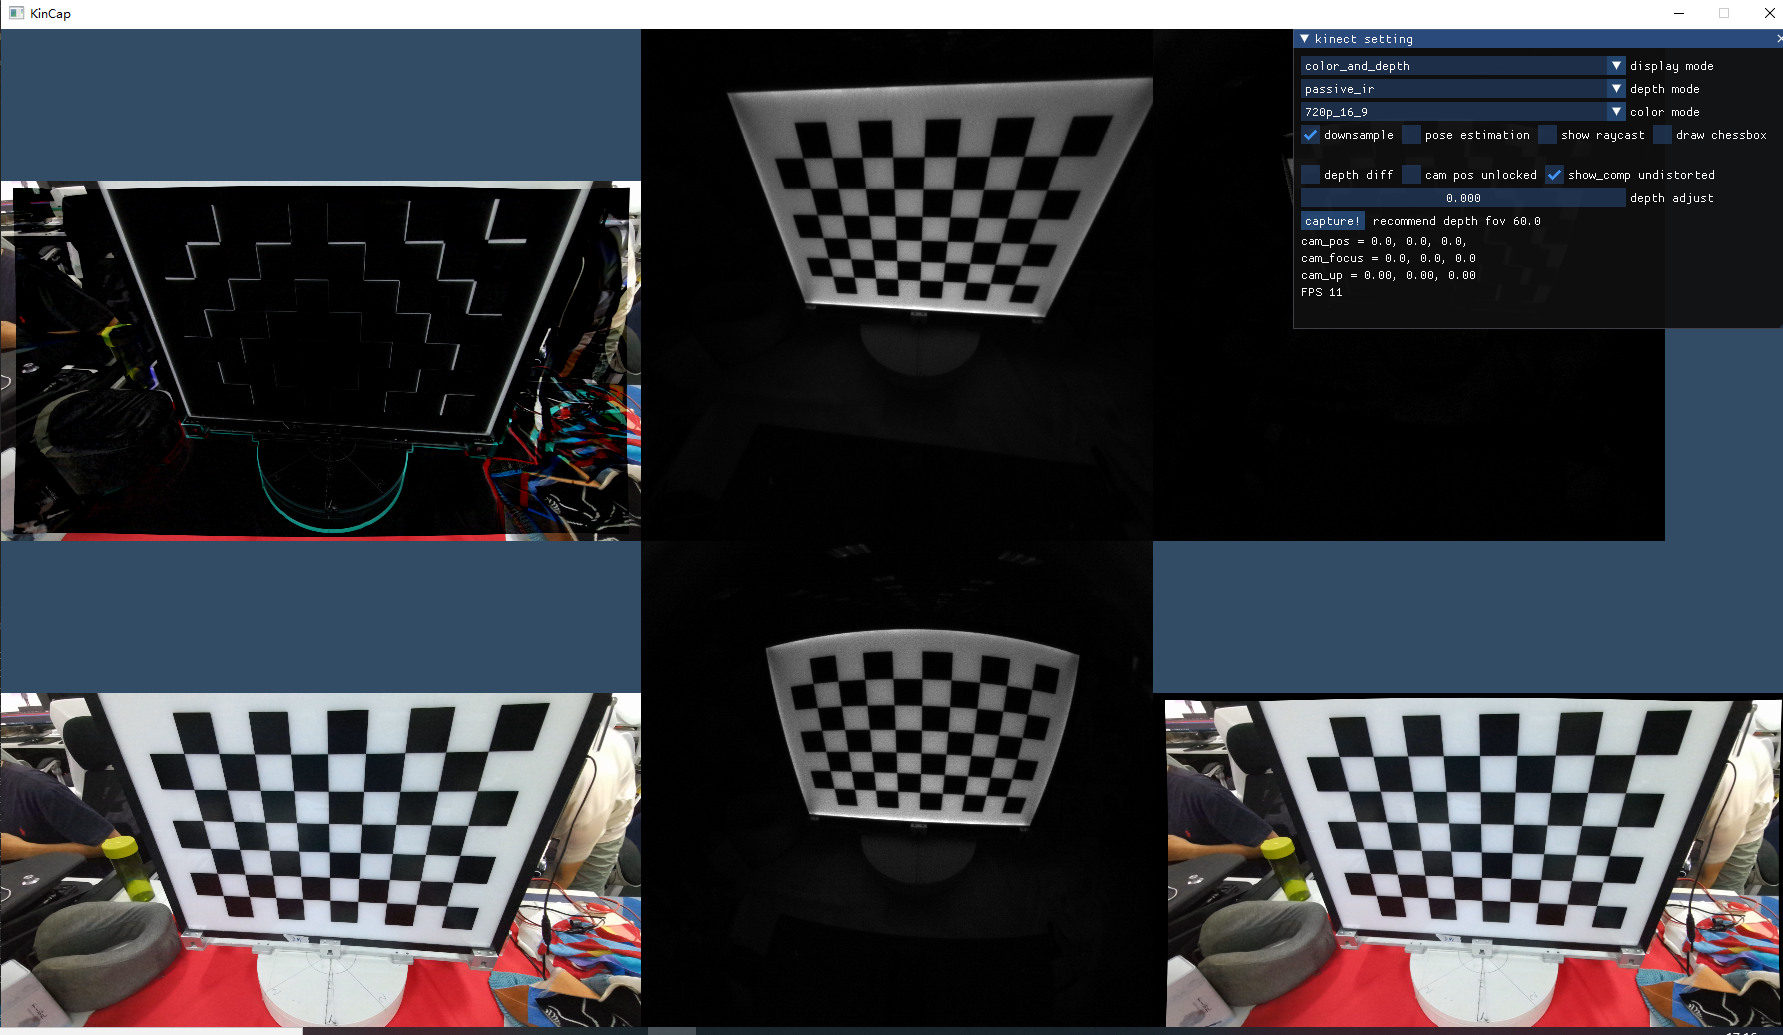 KinCap
kinect setting
color_and_depth display mode
passive_ir depth mode
720p_16_9 color mode
downsample pose estimation show raycast draw chessbox
depth diff cam pos unlocked show_comp undistorted
0.000 depth adjust
capture! recommend depth fov 60.0
cam_pos = 0.0, 0.0, 0.0,
cam_focus = 0.0, 0.0, 0.0
cam_up = 0.00, 0.00, 0.00
FPS 11